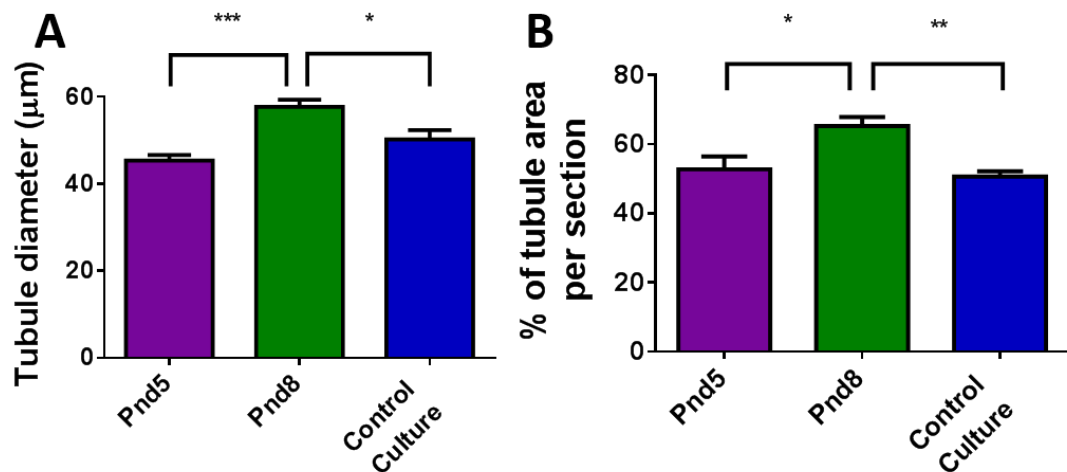 A
***
*
Tubule diameter (μm)
60
40
20
0
Pnd5
Pnd8
Control
Culture
B
*
**
% of tubule area
per section
80
60
40
20
0
Pnd5
Pnd8
Control
Culture